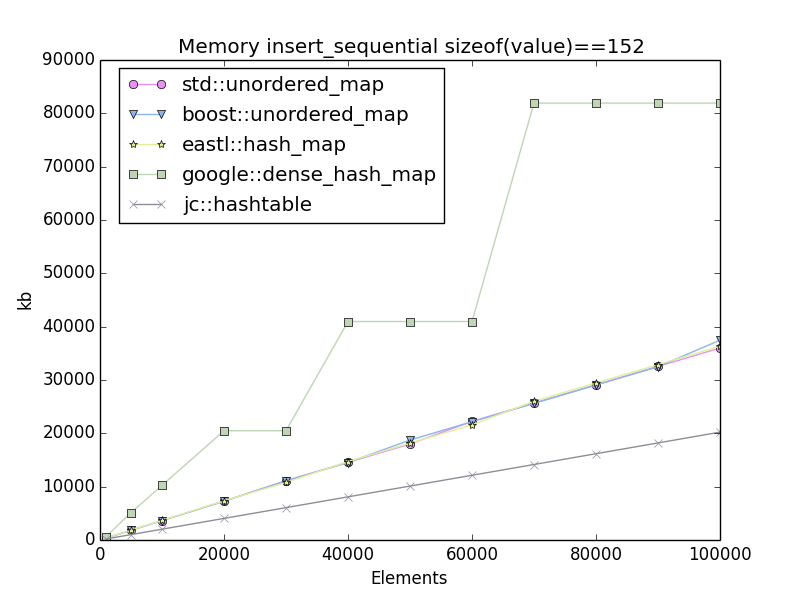 Memory insert_sequential sizeof(value)==152
90000
80000
70000
60000
50000
40000
30000
20000
10000
0
kb
std::unordered_map
boost::unordered_map
eastl::hash_map
google::dense_hash_map
jc::hashtable
0 20000 40000 60000 80000 100000
Elements